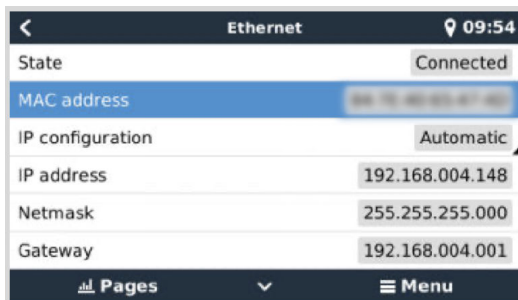 Ethernet 09:54
State Connected
MAC address
IP configuration Automatic
IP address 192.168.004.148
Netmask 255.255.255.000
Gateway 192.168.004.001
Pages Menu